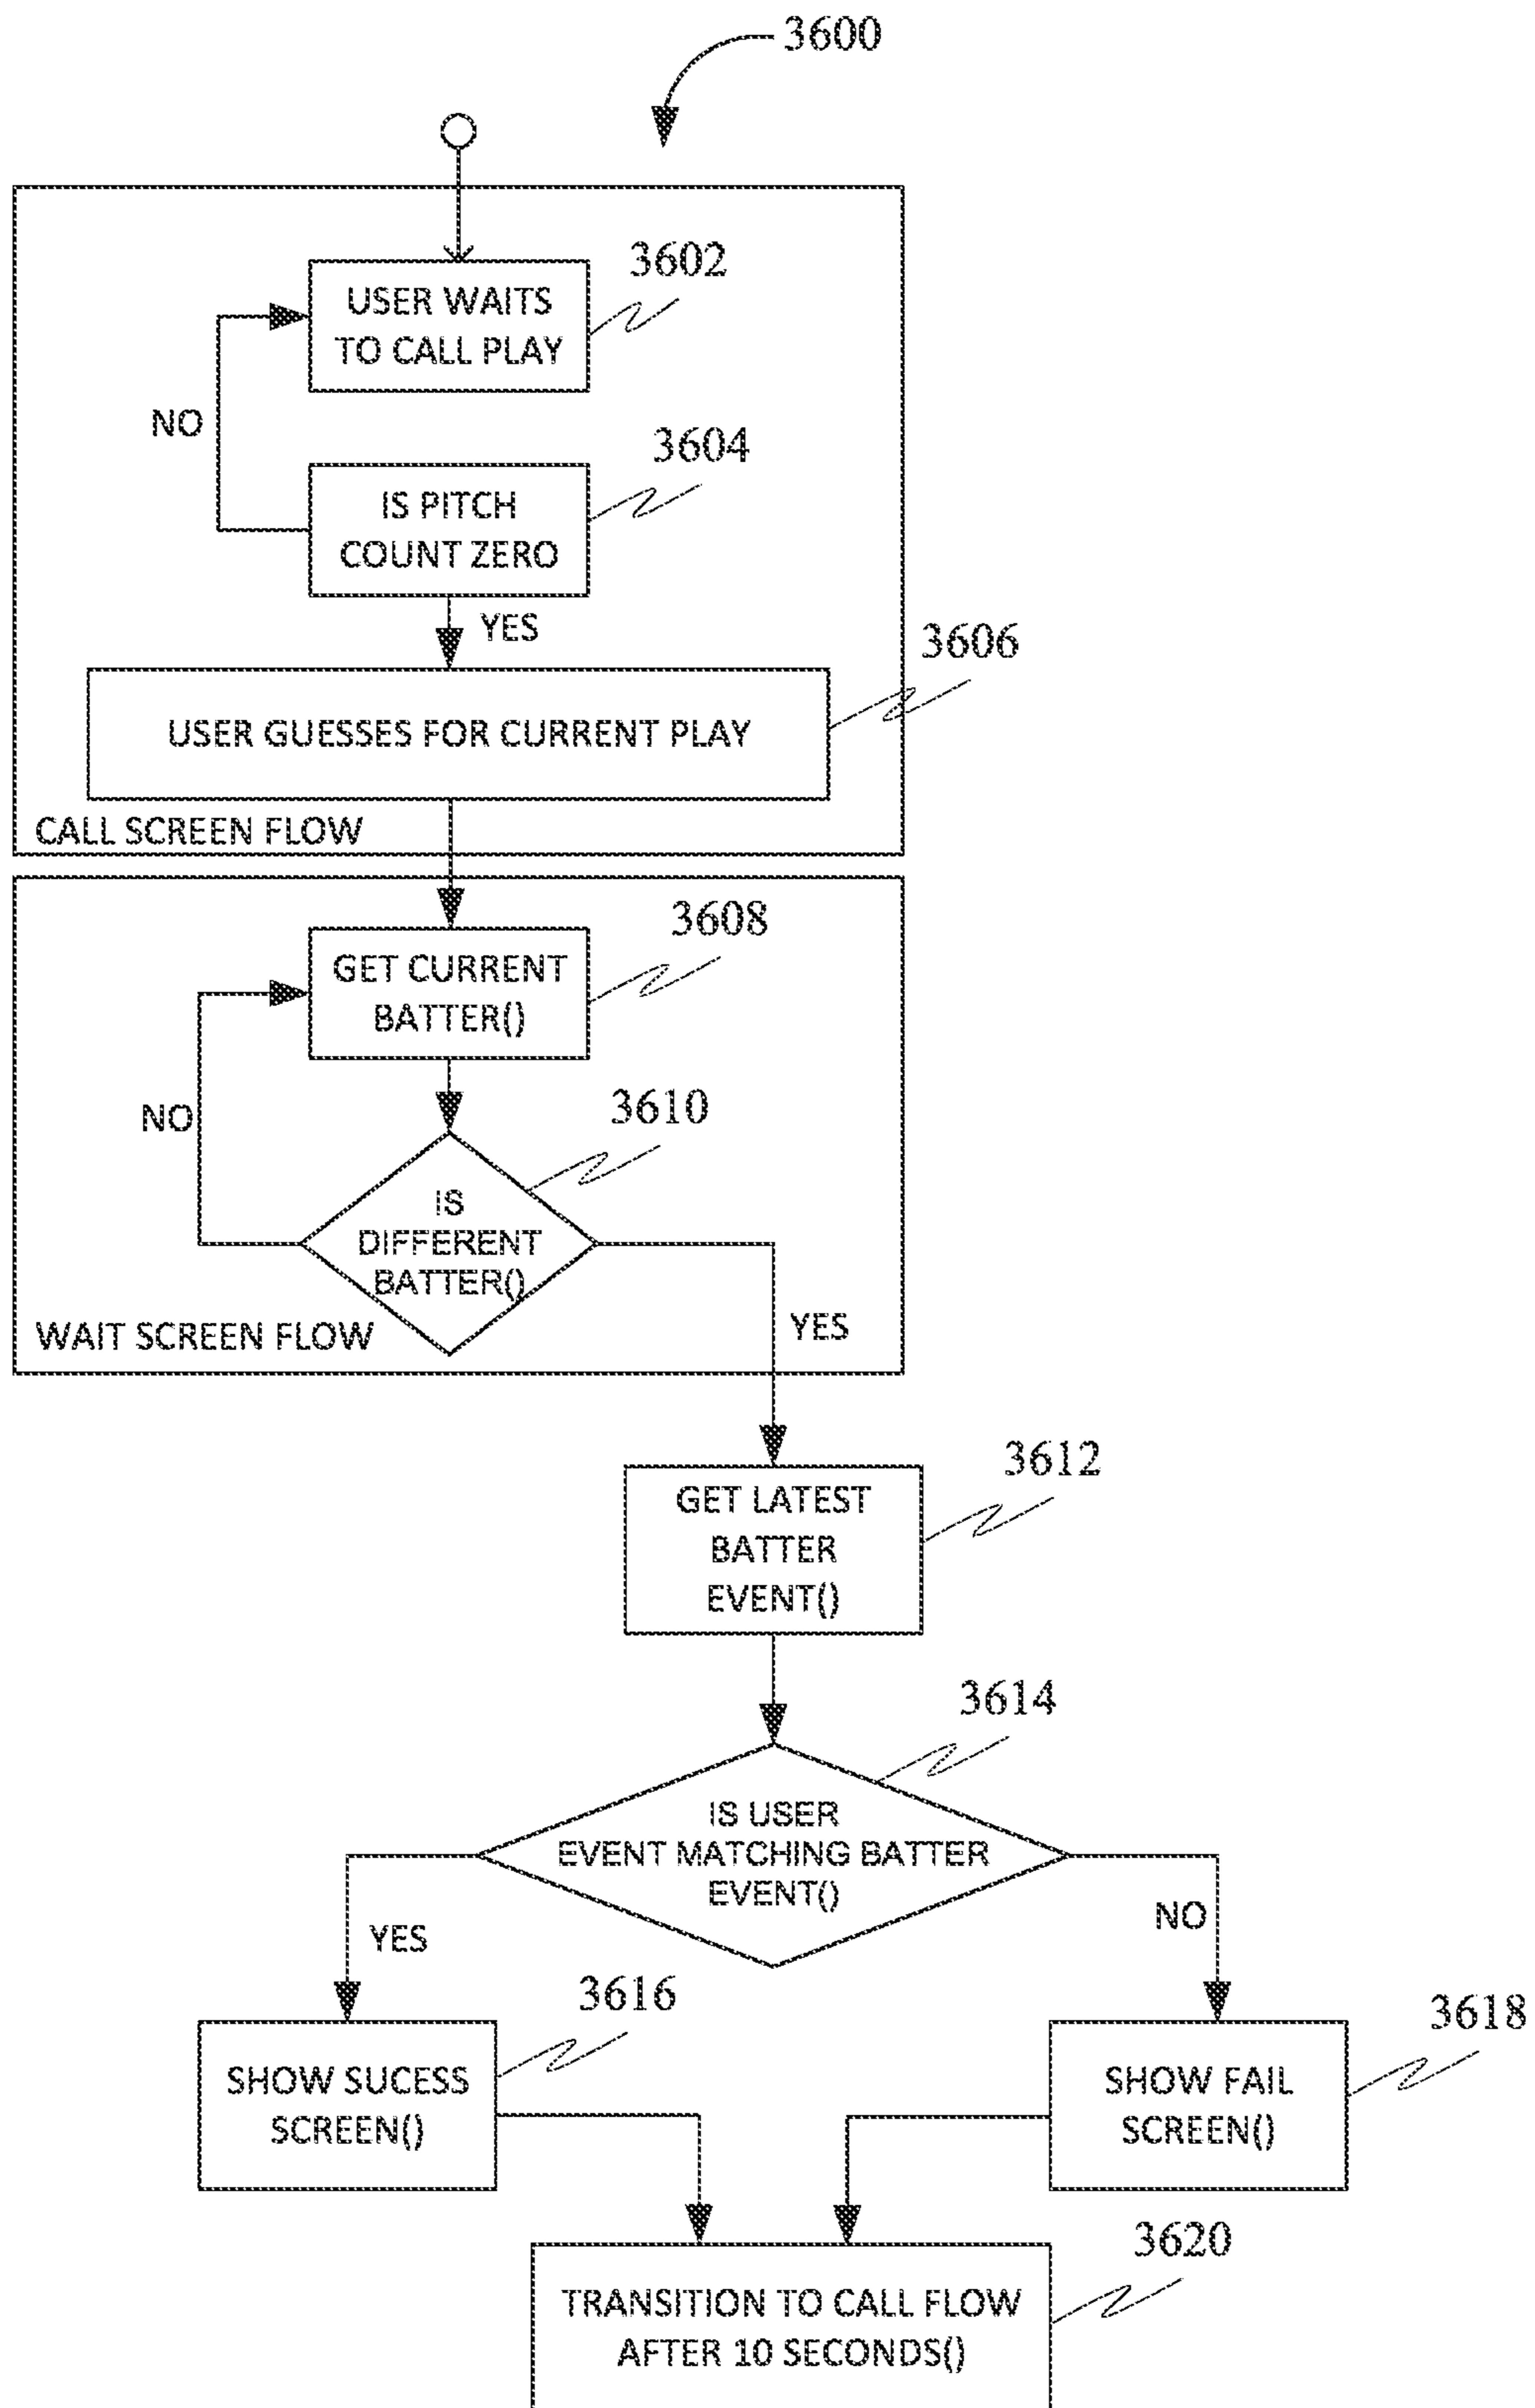 3600
3602
USER WAITS
TO CALL PLAY
NO
3604
IS PITCH
COUNT ZERO
YES
3606
USER GUESSES FOR CURRENT PLAY
CALL SCREEN FLOW
3608
GET CURRENT
BATTER()
NO
3610
IS
DIFFERENT
BATTER()
WAIT SCREEN FLOW
YES
3612
GET LATEST
BATTER
EVENT()
3614
IS USER
EVENT MATCHING BATTER
EVENT()
YES
NO
3616
SHOW SUCESS
SCREEN()
3618
SHOW FAIL
SCREEN()
3620
TRANSITION TO CALL FLOW
AFTER 10 SECONDS()